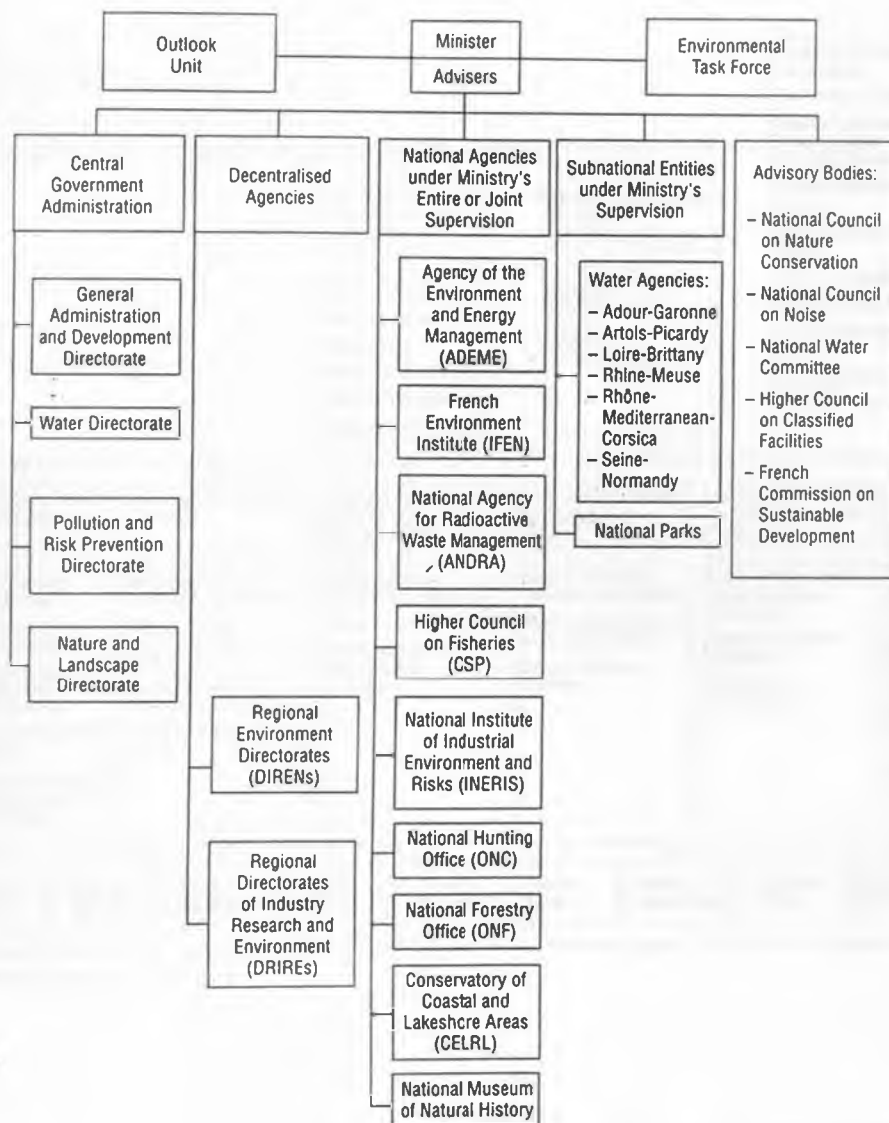 Outlook
Unit
Minister
Advisers
Environmental
Task Force
Central
Government
Administration
General
Administration
and Development
Directorate
Water Directorate
Pollution and
Risk Prevention
Directorate
Nature and
Landscape
Directorate
Decentralised
Agencies
Regional
Environment
Directorates
(DIRENs)
Regional
Directorates
of Industry
Research and
Environment
(DRIREs)
National Agencies
under Ministry's
Entire or Joint
Supervision
Agency of the
Environment
and Energy
Management
(ADEME)
French
Environment
Institute (IFEN)
National Agency
for Radioactive
Waste Management
(ANDRA)
Higher Council
on Fisheries
(CSP)
National Institute
of Industrial
Environment and
Risks (INERIS)
National Hunting
Office (ONC)
National Forestry
Office (ONF)
Conservatory of
Coastal and
Lakeshcre Areas
(CELRL)
National Museum
of Natural History
Subnational Entities
under Ministry's
Supervision
Water Agencies:
– Adour-Garonne
– Artols-Picardy
– Loire-Brittany
– Rhine-Meuse
– Rhône-
Mediterranean-
Corsica
– Seine-
Normandy
National Parks
Advisory Bodies:
– National Council
on Nature
Conservation
– National Council
on Noise
– National Water
Committee
– Higher Council
on Classified
Facilities
– French
Commission on
Sustainable
Development